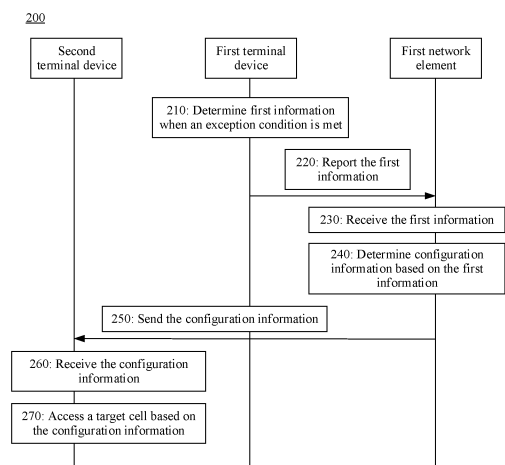 200
Second
terminal device
First terminal
device
First network
element
210: Determine first information
when an exception condition is met
220: Report the first
information
230: Receive the first information
240: Determine configuration
information based on the first
information
250: Send the configuration information
260: Receive the configuration
information
270: Access a target cell based on
the configuration information